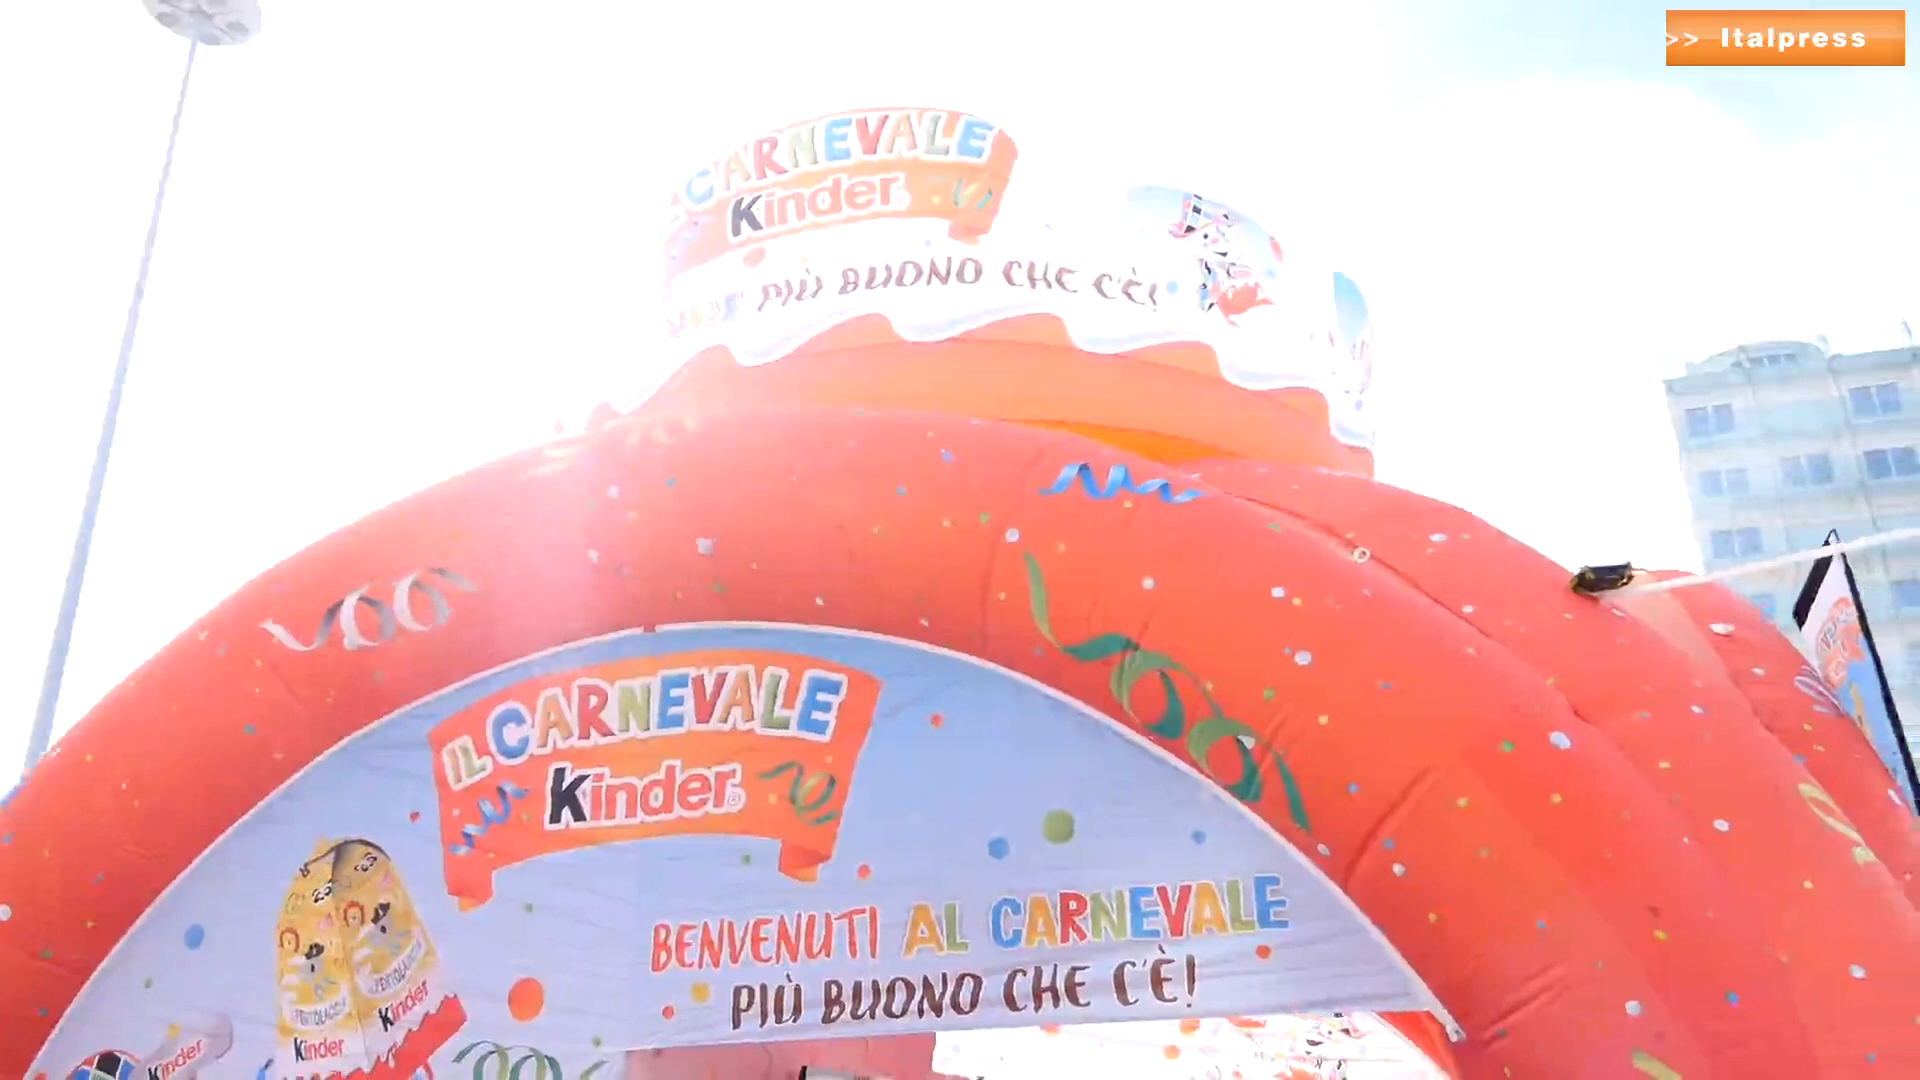 >> Italpress
CARNEVALE
Kinder
PIÙ BUONO CHE C'È!
IL CARNEVALE
Kinder
BENVENUTI AL CARNEVALE
PIÙ BUONO CHE C'È!
Kinder
Kinder
Kinder